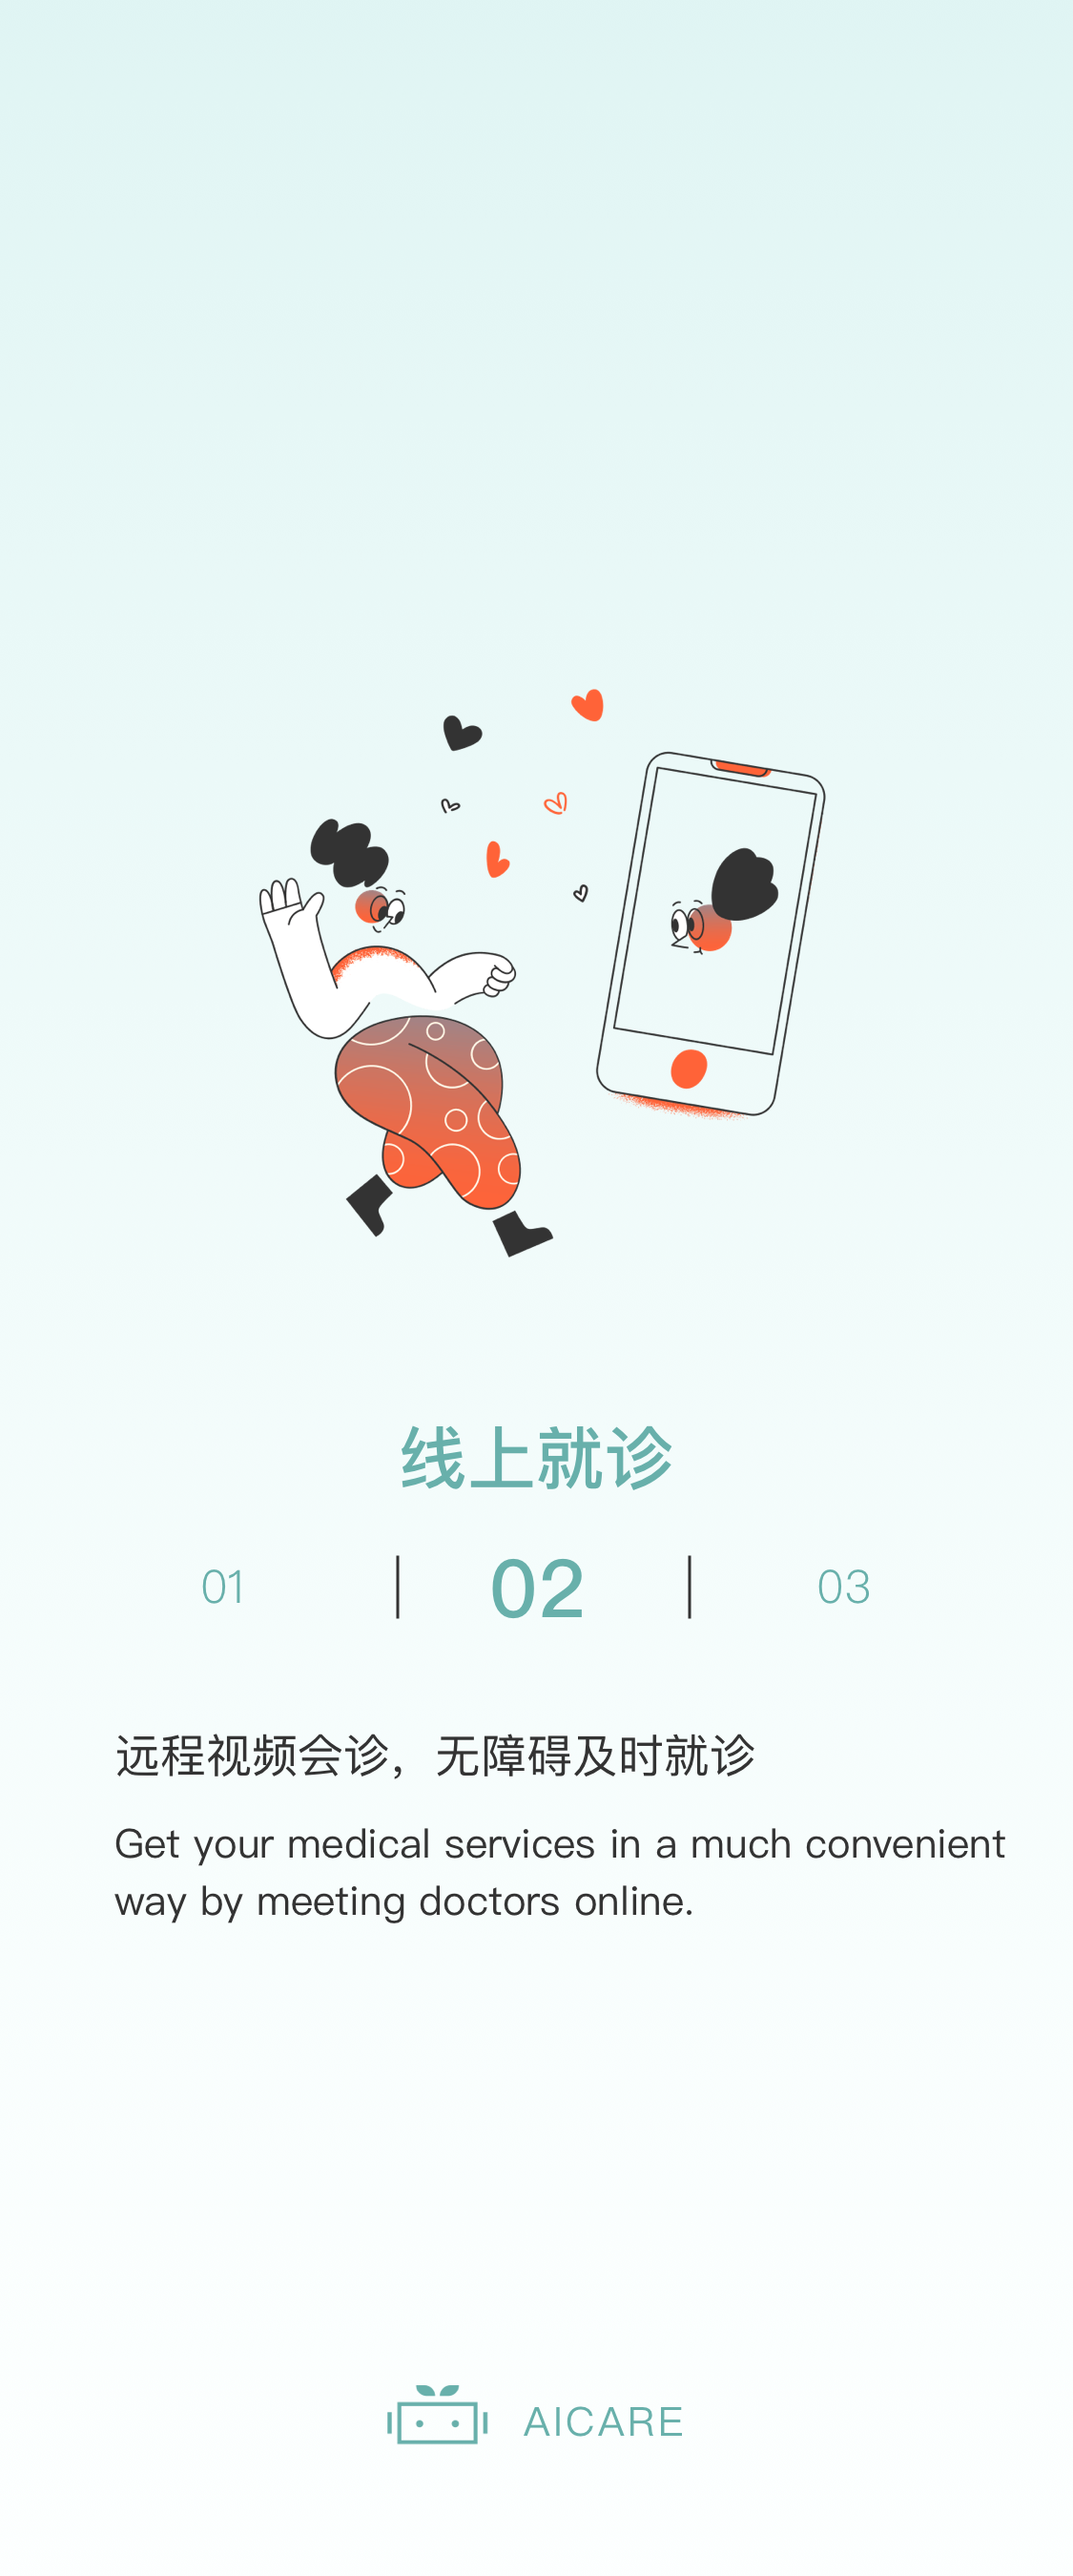 线上就诊
01 | 02 | 03
远程视频会诊，无障碍及时就诊
Get your medical services in a much convenient
way by meeting doctors online.
AICARE